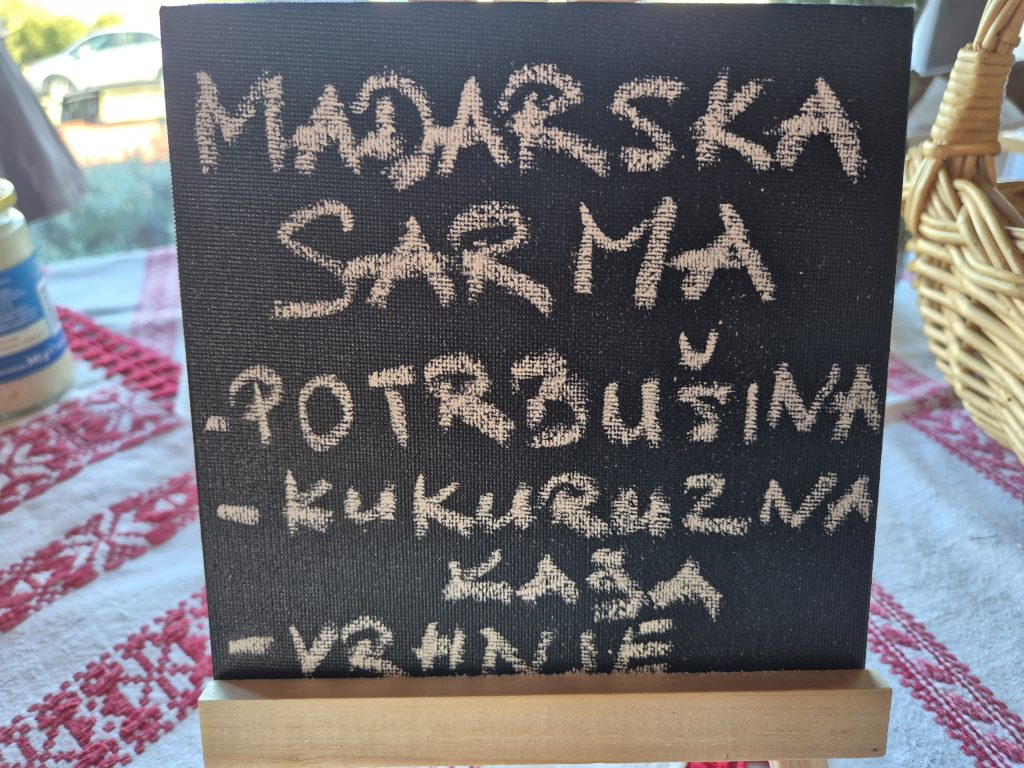 MAĐARSKA
SARMA
-POTRBUŠINA
- KUKURUZNA
KAŠA
- VRHNJE